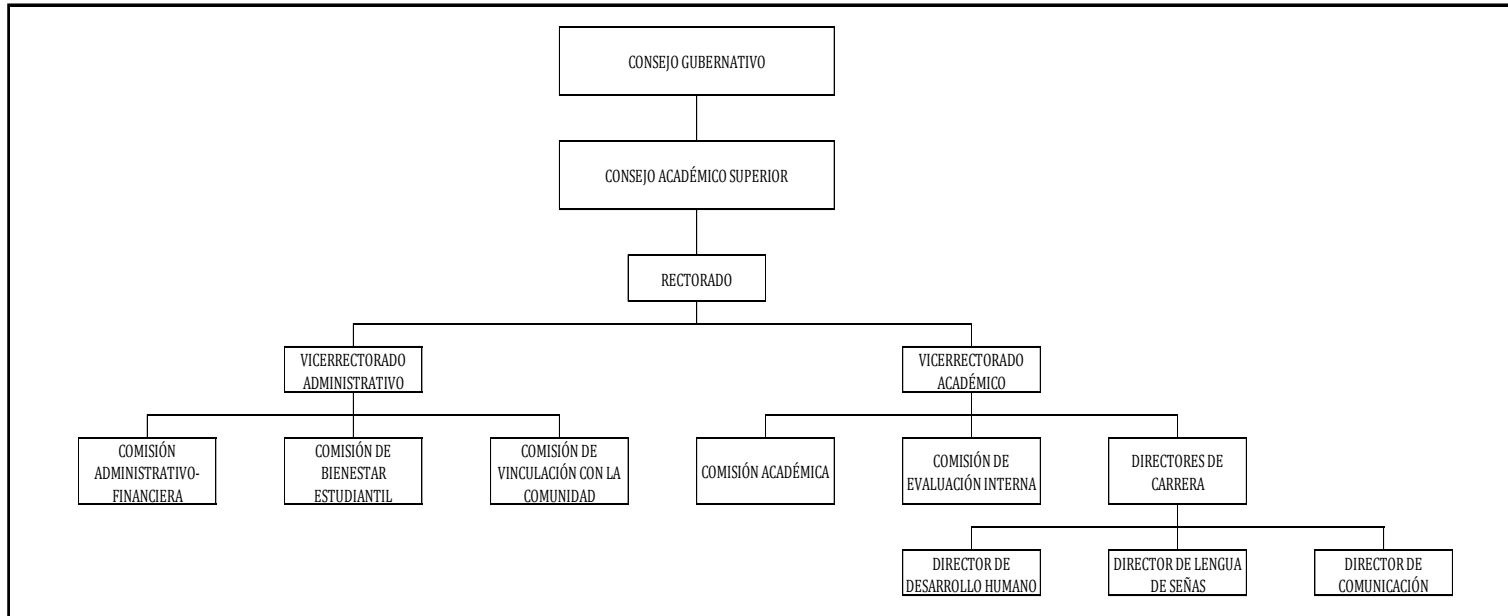 CONSEJO GUBERNATIVO
CONSEJO ACADÉMICO SUPERIOR
RECTORADO
VICERRECTORADO
ADMINISTRATIVO
VICERRECTORADO
ACADÉMICO
COMISIÓN
ADMINISTRATIVO-
FINANCIERA
COMISIÓN DE
BIENESTAR
ESTUDIANTIL
COMISIÓN DE
VINCULACIÓN CON LA
COMUNIDAD
COMISIÓN ACADÉMICA
COMISIÓN DE
EVALUACIÓN INTERNA
DIRECTORES DE
CARRERA
DIRECTOR DE
DESARROLLO HUMANO
DIRECTOR DE LENGUA
DE SEÑAS
DIRECTOR DE
COMUNICACIÓN